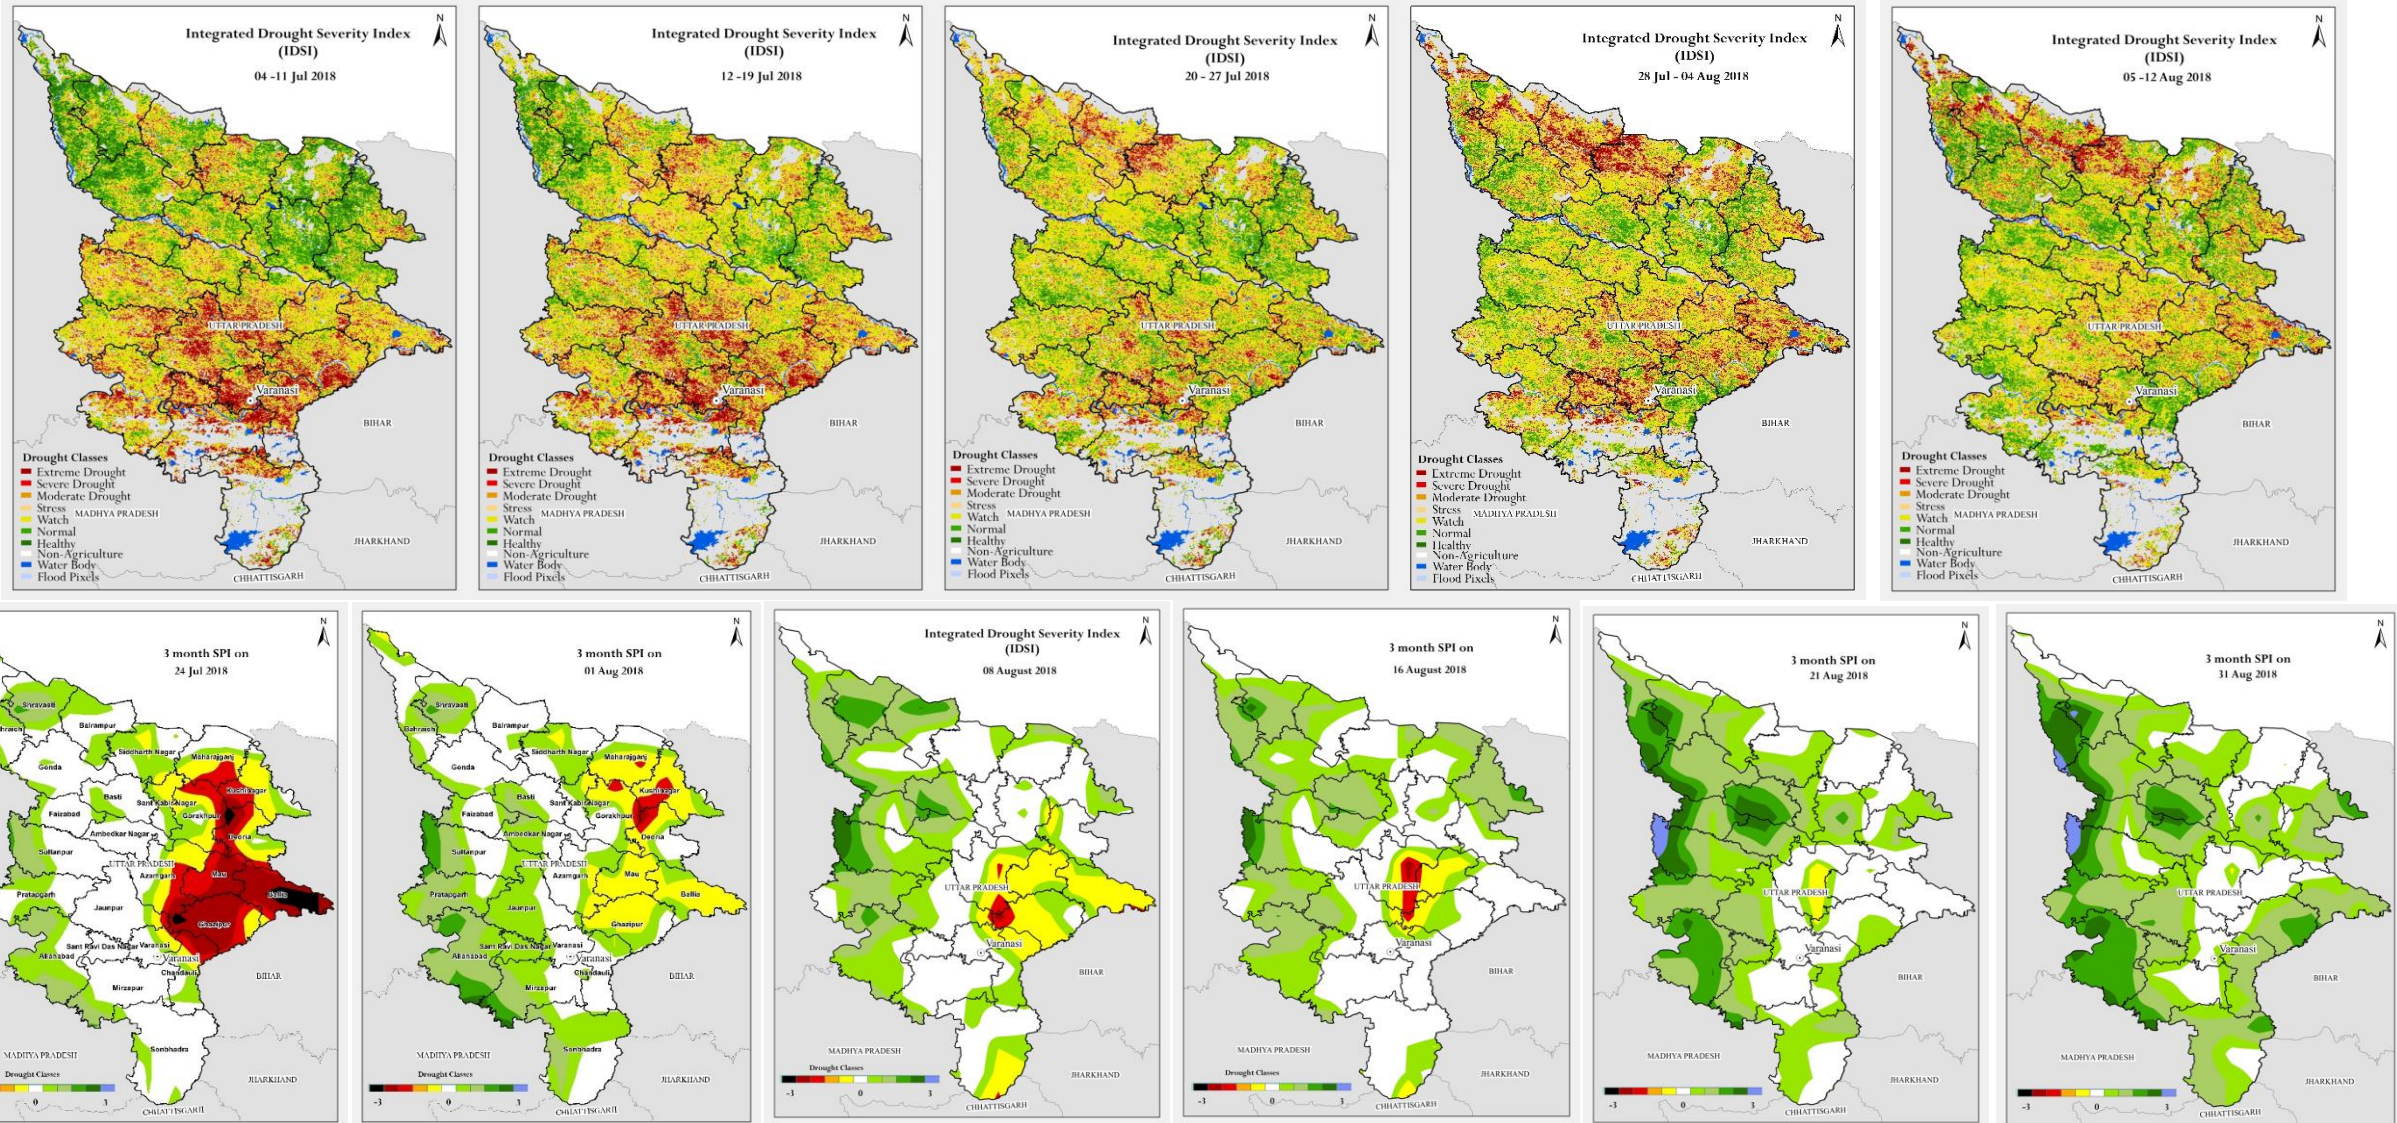 Integrated Drought Severity Index
(IDSI)
04 -11 Jul 2018
N
UTTAR PRADESH
Varanasi
BIHAR
Drought Classes
Extreme Drought
Severe Drought
Moderate Drought
Stress
Watch
MADHYA PRADESH
Normal
Healthy
Non-Agriculture
JHARKHAND
Water Body
Flood Pixels
CHHATTISGARH
Integrated Drought Severity Index
(IDSI)
12 -19 Jul 2018
N
UTTAR PRADESH
Varanasi
BIHAR
Drought Classes
Extreme Drought
Severe Drought
Moderate Drought
Stress
Watch
MADHYA PRADESH
Normal
Healthy
Non-Agriculture
JHARKHAND
Water Body
Flood Pixels
CHHATTISGARH
Integrated Drought Severity Index
(IDSI)
20 - 27 Jul 2018
N
UTTAR PRADESH
Varanasi
BIHAR
Drought Classes
Extreme Drought
Severe Drought
Moderate Drought
Stress
Watch
MADHYA PRADESH
Normal
Healthy
Non-Agriculture
JHARKHAND
Water Body
Flood Pixels
CHHATTISGARH
Integrated Drought Severity Index
(IDSI)
28 Jul - 04 Aug 2018
N
UTTAR PRADESH
Varanasi
BIHAR
Drought Classes
Extreme Drought
Severe Drought
Moderate Drought
Stress
Watch
MADHYA PRADESH
Normal
Healthy
Non-Agriculture
JHARKHAND
Water Body
Flood Pixels
CHHATTISGARH
Integrated Drought Severity Index
(IDSI)
05 -12 Aug 2018
N
UTTAR PRADESH
Varanasi
BIHAR
Drought Classes
Extreme Drought
Severe Drought
Moderate Drought
Stress
Watch
MADHYA PRADESH
Normal
Healthy
Non-Agriculture
JHARKHAND
Water Body
Flood Pixels
CHHATTISGARH
3 month SPI on
24 Jul 2018
N
Shravasti
Balrampur
Siddharth Nagar
Maharajganj
Gonda
Kushinagar
Basti
Sant Kabir Nagar
Faizabad
Gorakhpur
Ambedkar Nagar
Deoria
Sultanpur
UTTAR PRADESH
Azamgarh
Mau
Pratapgarh
Ballia
Jaunpur
Ghazipur
Sant Ravi Das Nagar
Varanasi
Allahabad
Varanasi
Chandauli
BIHAR
Mirzapur
Sonbhadra
MADHYA PRADESH
Drought Classes
JHARKHAND
0
3
CHHATTISGARH
3 month SPI on
01 Aug 2018
N
Shravasti
Bahraich
Balrampur
Siddharth Nagar
Maharajganj
Gonda
Kushinagar
Basti
Sant Kabir Nagar
Faizabad
Gorakhpur
Ambedkar Nagar
Deoria
Sultanpur
UTTAR PRADESH
Azamgarh
Mau
Pratapgarh
Ballia
Jaunpur
Ghazipur
Sant Ravi Das Nagar
Varanasi
Allahabad
Varanasi
Chandauli
BIHAR
Mirzapur
Sonbhadra
MADHYA PRADESH
Drought Classes
JHARKHAND
-3
0
3
CHHATTISGARH
Integrated Drought Severity Index
(IDSI)
08 August 2018
N
UTTAR PRADESH
Varanasi
BIHAR
MADHYA PRADESH
Drought Classes
JHARKHAND
-3
0
3
CHHATTISGARH
3 month SPI on
16 August 2018
N
UTTAR PRADESH
Varanasi
BIHAR
MADHYA PRADESH
Drought Classes
JHARKHAND
-3
0
3
CHHATTISGARH
3 month SPI on
21 Aug 2018
N
UTTAR PRADESH
Varanasi
BIHAR
MADHYA PRADESH
JHARKHAND
-3
0
3
CHHATTISGARH
3 month SPI on
31 Aug 2018
N
UTTAR PRADESH
Varanasi
BIHAR
MADHYA PRADESH
JHARKHAND
-3
0
3
CHHATTISGARH